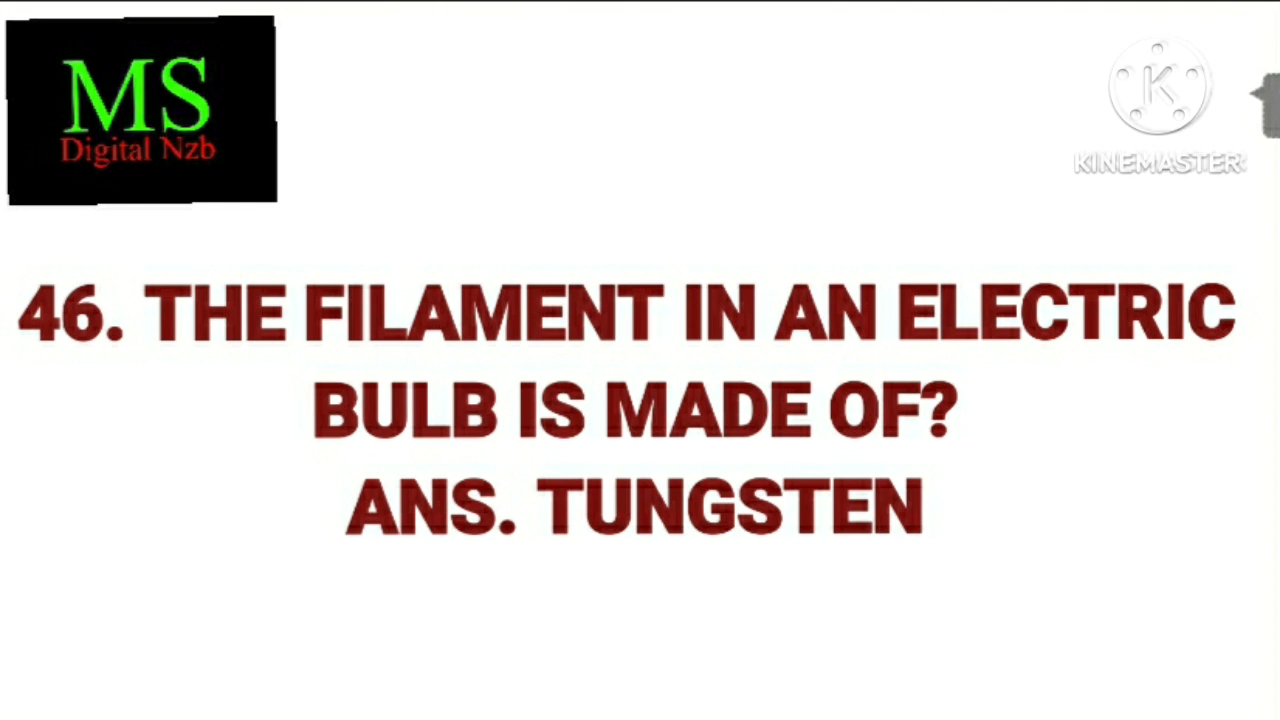 MS
Digital Nzb
K
KINEMASTER
46. THE FILAMENT IN AN ELECTRIC
BULB IS MADE OF?
ANS. TUNGSTEN